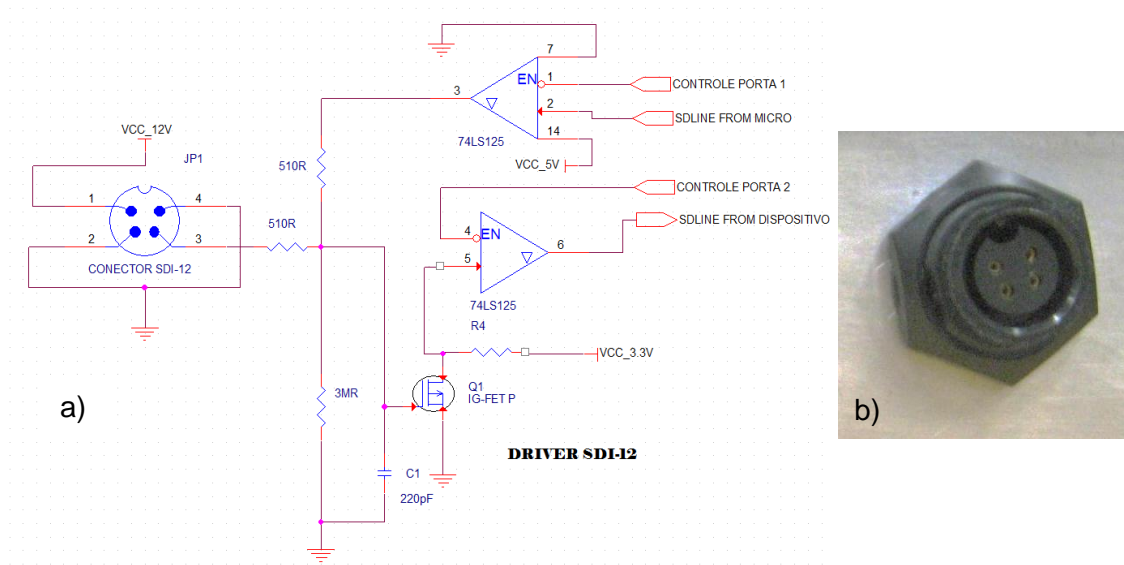 7
EN
1
CONTROLE PORTA 1
3
2
SDLINE FROM MICRO
14
74LS125
VCC_5V
VCC_12V
JP1
510R
1
4
2
3
510R
CONECTOR SDI-12
CONTROLE PORTA 2
4
EN
SDLINE FROM DISPOSITIVO
6
5
74LS125
R4
VCC_3.3V
Q1
IG-FET P
3MR
a)
b)
DRIVER SDI-12
C1
220pF